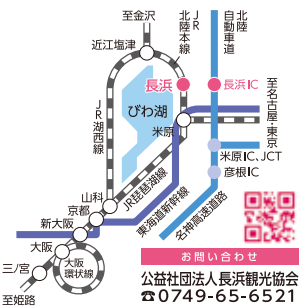 至金沢
JR
北陸本線
北陸
自動車道
近江塩津
長浜
長浜IC
びわ湖
JR湖西線
米原
至名古屋・東京
米原IC、JCT
彦根IC
山科
京都
JR琵琶湖線
新大阪
東海道新幹線
名神高速道路
大阪
大阪
環状線
三ノ宮
至姫路
お問い合わせ
公益社団法人長浜観光協会
☎0749-65-6521